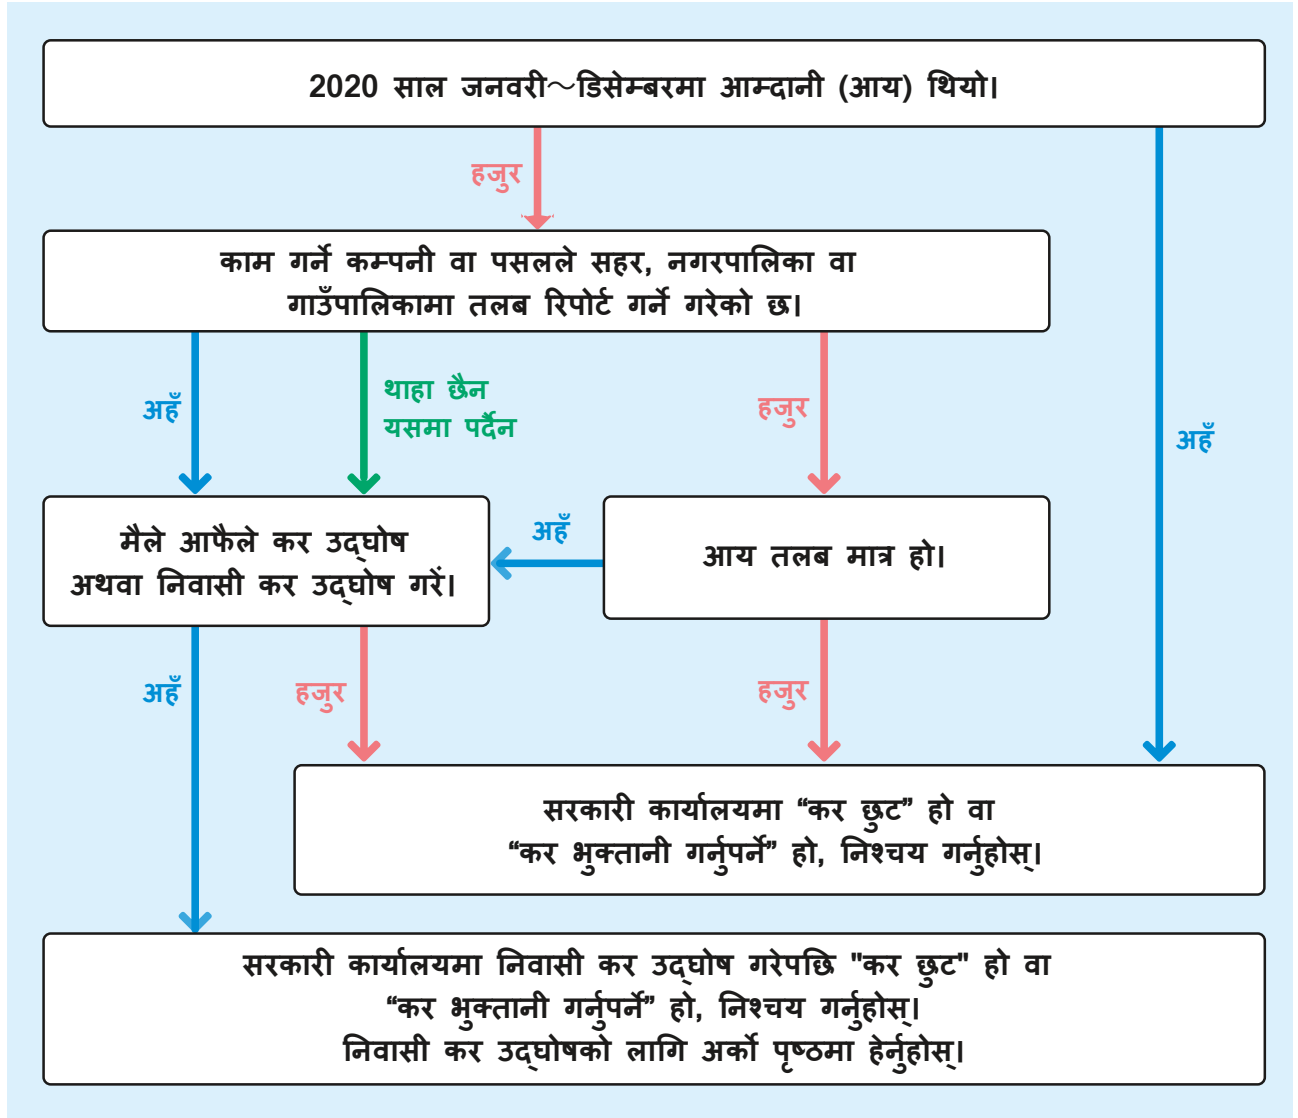 2020 साल जनवरी～डिसेम्बरमा आम्दानी (आय) थियो।
हजुर
काम गर्ने कम्पनी वा पसलले सहर, नगरपालिका वा
गाउँपालिकामा तलब रिपोर्ट गर्ने गरेको छ।
अहँ
थाहा छैन
यसमा पर्दैन
हजुर
अहँ
मैले आफैले कर उद्घोष
अथवा निवासी कर उद्घोष गरें।
अहँ
आय तलब मात्र हो।
अहँ
हजुर
हजुर
सरकारी कार्यालयमा “कर छुट” हो वा
“कर भुक्तानी गर्नुपर्ने” हो, निश्चय गर्नुहोस्।
सरकारी कार्यालयमा निवासी कर उद्घोष गरेपछि "कर छुट" हो वा
“कर भुक्तानी गर्नुपर्ने” हो, निश्चय गर्नुहोस्।
निवासी कर उद्घोषको लागि अर्को पृष्ठमा हेर्नुहोस्।